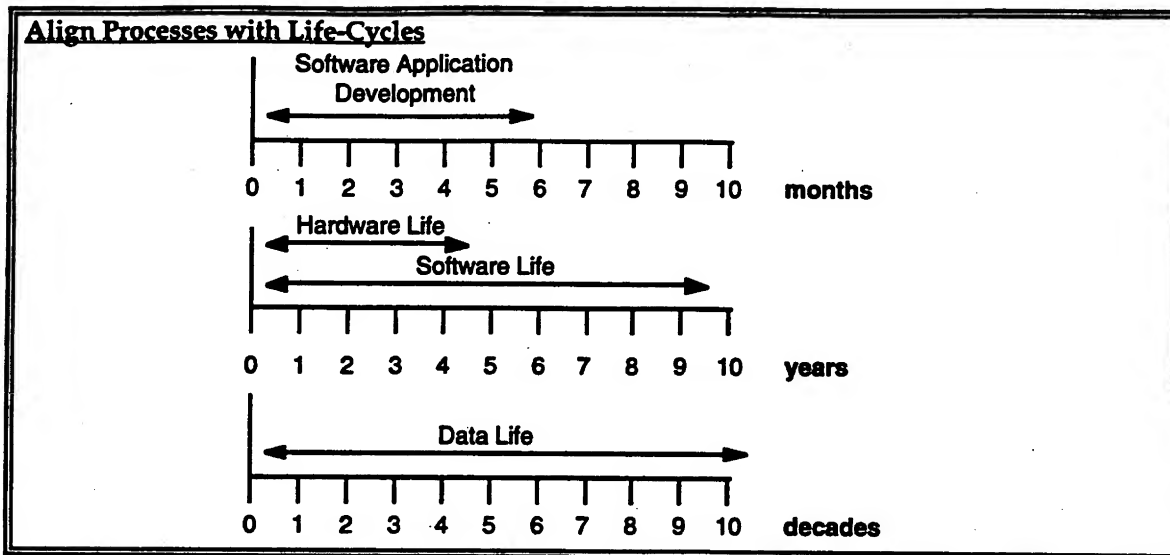 Align Processes with Life-Cycles
Software Application
Development
0 1 2 3 4 5 6 7 8 9 10 months
Hardware Life
Software Life
0 1 2 3 4 5 6 7 8 9 10 years
Data Life
0 1 2 3 4 5 6 7 8 9 10 decades